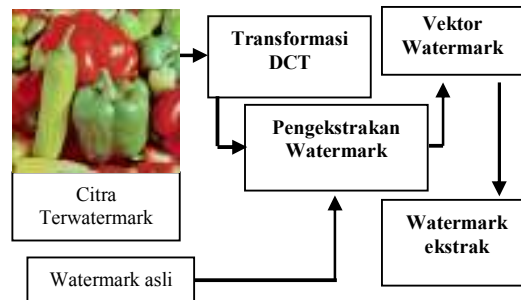 Transformasi
DCT
Vektor
Watermark
Pengekstrakan
Watermark
Citra
Terwatermark
Watermark
ekstrak
Watermark asli